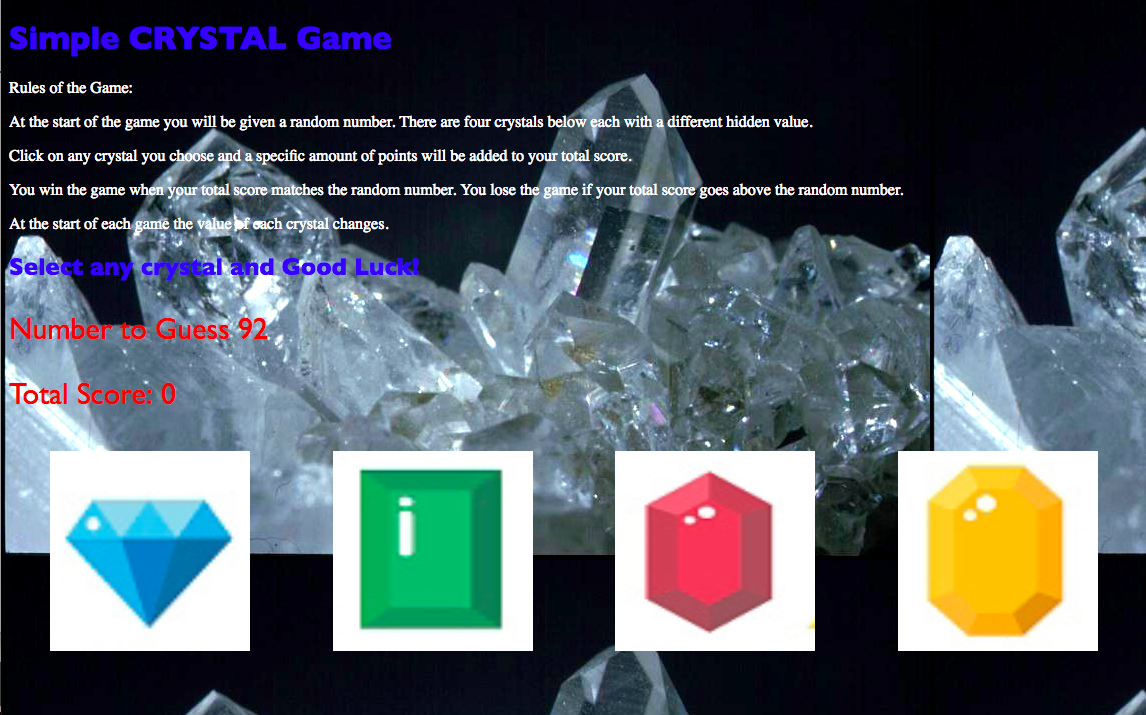 Simple CRYSTAL Game
Rules of the Game:
At the start of the game you will be given a random number. There are four crystals below each with a different hidden value.
Click on any crystal you choose and a specific amount of points will be added to your total score.
You win the game when your total score matches the random number. You lose the game if your total score goes above the random number.
At the start of each game the value of each crystal changes.
Select any crystal and Good Luck!
Number to Guess 92
Total Score: 0